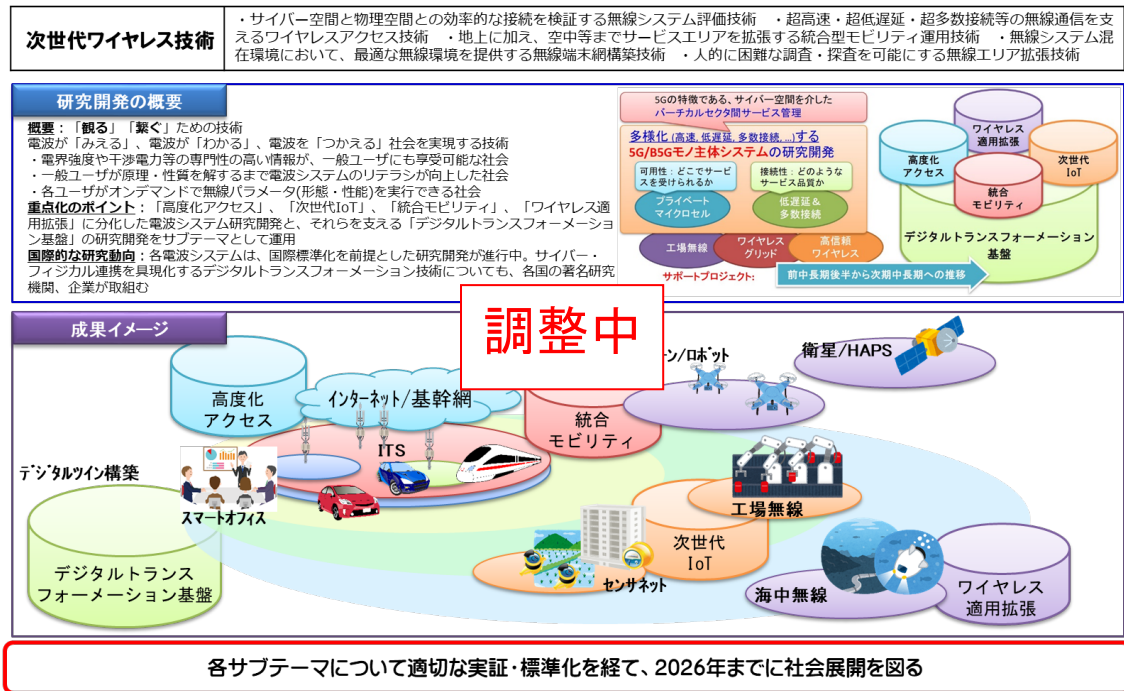 次世代ワイヤレス技術
・サイバー空間と物理空間との効率的な接続を検証する無線システム評価技術　・超高速・超低遅延・超多数接続等の無線通信を支
えるワイヤレスアクセス技術　・地上に加え、空中等までサービスエリアを拡張する統合型モビリティ運用技術　・無線システム混
在環境において、最適な無線環境を提供する無線端末網構築技術　・人的に困難な調査・探査を可能にする無線エリア拡張技術
研究開発の概要
概要：「観る」「繋ぐ」ための技術
電波が「みえる」、電波が「わかる」、電波を「つかえる」社会を実現する技術
・電界強度や干渉電力等の専門性の高い情報が、一般ユーザにも享受可能な社会
・一般ユーザが原理・性質を解するまで電波システムのリテラシが向上した社会
・各ユーザがオンデマンドで無線パラメータ(形態・性能)を実行できる社会
重点化のポイント：「高度化アクセス」、「次世代IoT」、「統合モビリティ」、「ワイヤレス適
用拡張」に分化した電波システム研究開発と、それらを支える「デジタルトランスフォーメーショ
ン基盤」の研究開発をサブテーマとして運用
国際的な研究動向：各電波システムは、国際標準化を前提とした研究開発が進行中。サイバー・
フィジカル連携を具現化するデジタルトランスフォーメーション技術についても、各国の著名研究
機関、企業が取組む
5Gの特徴である、サイバー空間を介した
バーチカルセクタ間サービス管理
多様化(高速, 低遅延, 多数接続, ...)する
5G/B5Gモノ主体システムの研究開発
可用性：どこでサービ
スを受けられるか
接続性：どのような
サービス品質か
プライベート
マイクロセル
低遅延&
多数接続
工場無線
ワイヤレス
グリッド
高信頼
ワイヤレス
サポートプロジェクト:
前中長期後半から次期中長期への推移
ワイヤレス
適用拡張
高度化
アクセス
次世代
IoT
統合
モビリティ
デジタルトランスフォーメーション
基盤
調整中
成果イメージ
高度化
アクセス
インターネット/基幹網
統合
モビリティ
ーン/ロボット
衛星/HAPS
ITS
デジタルツイン構築
スマートオフィス
工場無線
デジタルトランス
フォーメーション基盤
次世代
IoT
センサネット
海中無線
ワイヤレス
適用拡張
各サブテーマについて適切な実証・標準化を経て、2026年までに社会展開を図る